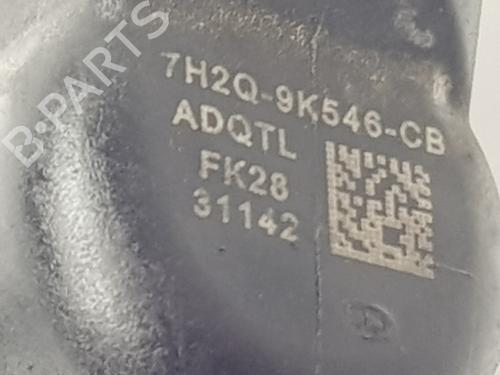 B-PARTS
7H2Q-9K546-CB
ADQTL
FK28
31142